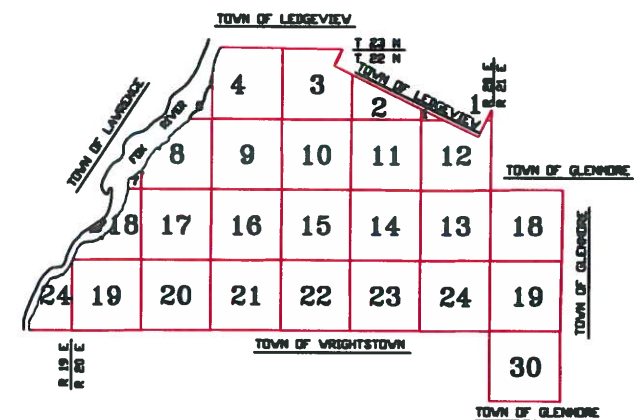 TOWN OF LEDGEVIEW
T 23 N
T 22 N
TOWN OF LEDGEVIEW
R 20 E
R 21 E
TOWN OF LAWRENCE
FOX RIVER
4 3 2 1
8 9 10 11 12
TOWN OF GLENMORE
18 17 16 15 14 13 18
TOWN OF GLENMORE
24 19 20 21 22 23 24 19
R 19 E
R 20 E
TOWN OF WRIGHTSTOWN
30
TOWN OF GLENMORE